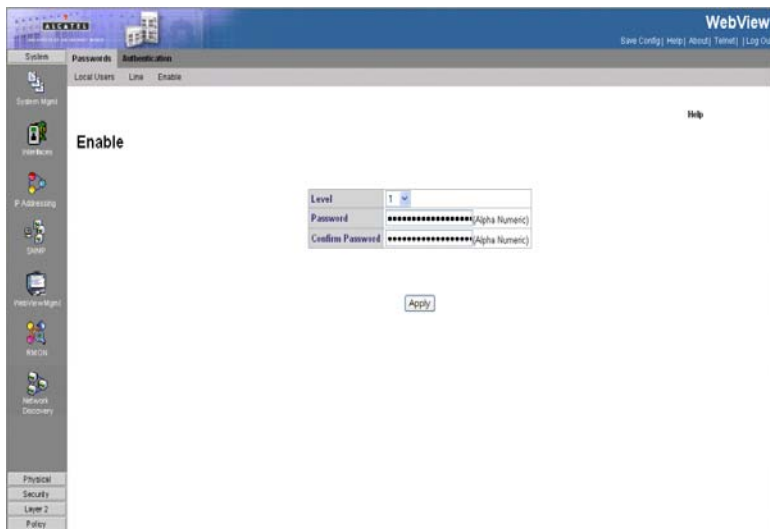 ALCATEL
WebView
Save Config| Help| About| Telnet| |Log Ou
System
Passwords Authentication
Local Users Line Enable
System Mgmt
Interfaces
IP Addressing
SNMP
WebView Mgmt
RMON
Network
Discovery
Help
Enable
Level 1
Password (Alpha Numeric)
Confirm Password (Alpha Numeric)
Apply
Physical
Security
Layer 2
Policy